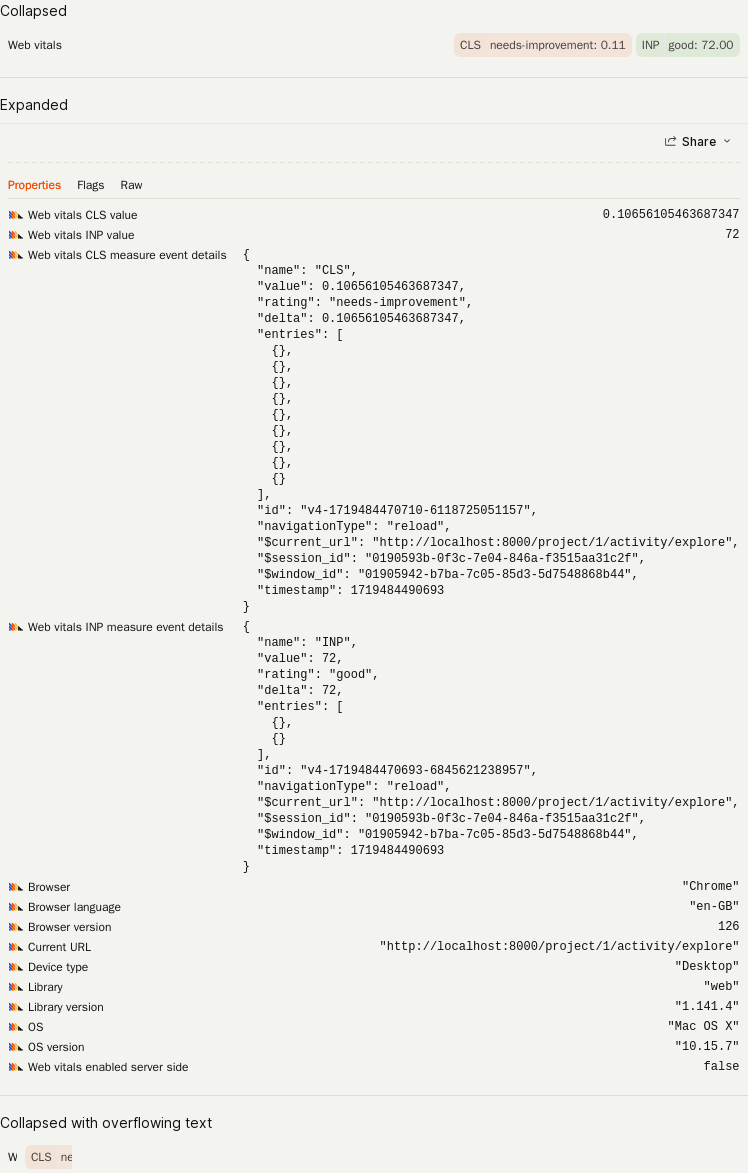 Collapsed
Web vitals CLS needs-improvement: 0.11 INP good: 72.00
Expanded
Share
Properties Flags Raw
Web vitals CLS value 0.10656105463687347
Web vitals INP value 72
Web vitals CLS measure event details {
"name": "CLS",
"value": 0.10656105463687347,
"rating": "needs-improvement",
"delta": 0.10656105463687347,
"entries": [
{},
{},
{},
{},
{},
{},
{},
{},
{}
],
"id": "v4-1719484470710-6118725051157",
"navigationType": "reload",
"$current_url": "http://localhost:8000/project/1/activity/explore",
"$session_id": "0190593b-0f3c-7e04-846a-f3515aa31c2f",
"$window_id": "01905942-b7ba-7c05-85d3-5d7548868b44",
"timestamp": 1719484490693
}
Web vitals INP measure event details {
"name": "INP",
"value": 72,
"rating": "good",
"delta": 72,
"entries": [
{},
{}
],
"id": "v4-1719484470693-6845621238957",
"navigationType": "reload",
"$current_url": "http://localhost:8000/project/1/activity/explore",
"$session_id": "0190593b-0f3c-7e04-846a-f3515aa31c2f",
"$window_id": "01905942-b7ba-7c05-85d3-5d7548868b44",
"timestamp": 1719484490693
}
Browser "Chrome"
Browser language "en-GB"
Browser version 126
Current URL "http://localhost:8000/project/1/activity/explore"
Device type "Desktop"
Library "web"
Library version "1.141.4"
OS "Mac OS X"
OS version "10.15.7"
Web vitals enabled server side false
Collapsed with overflowing text
W CLS ne